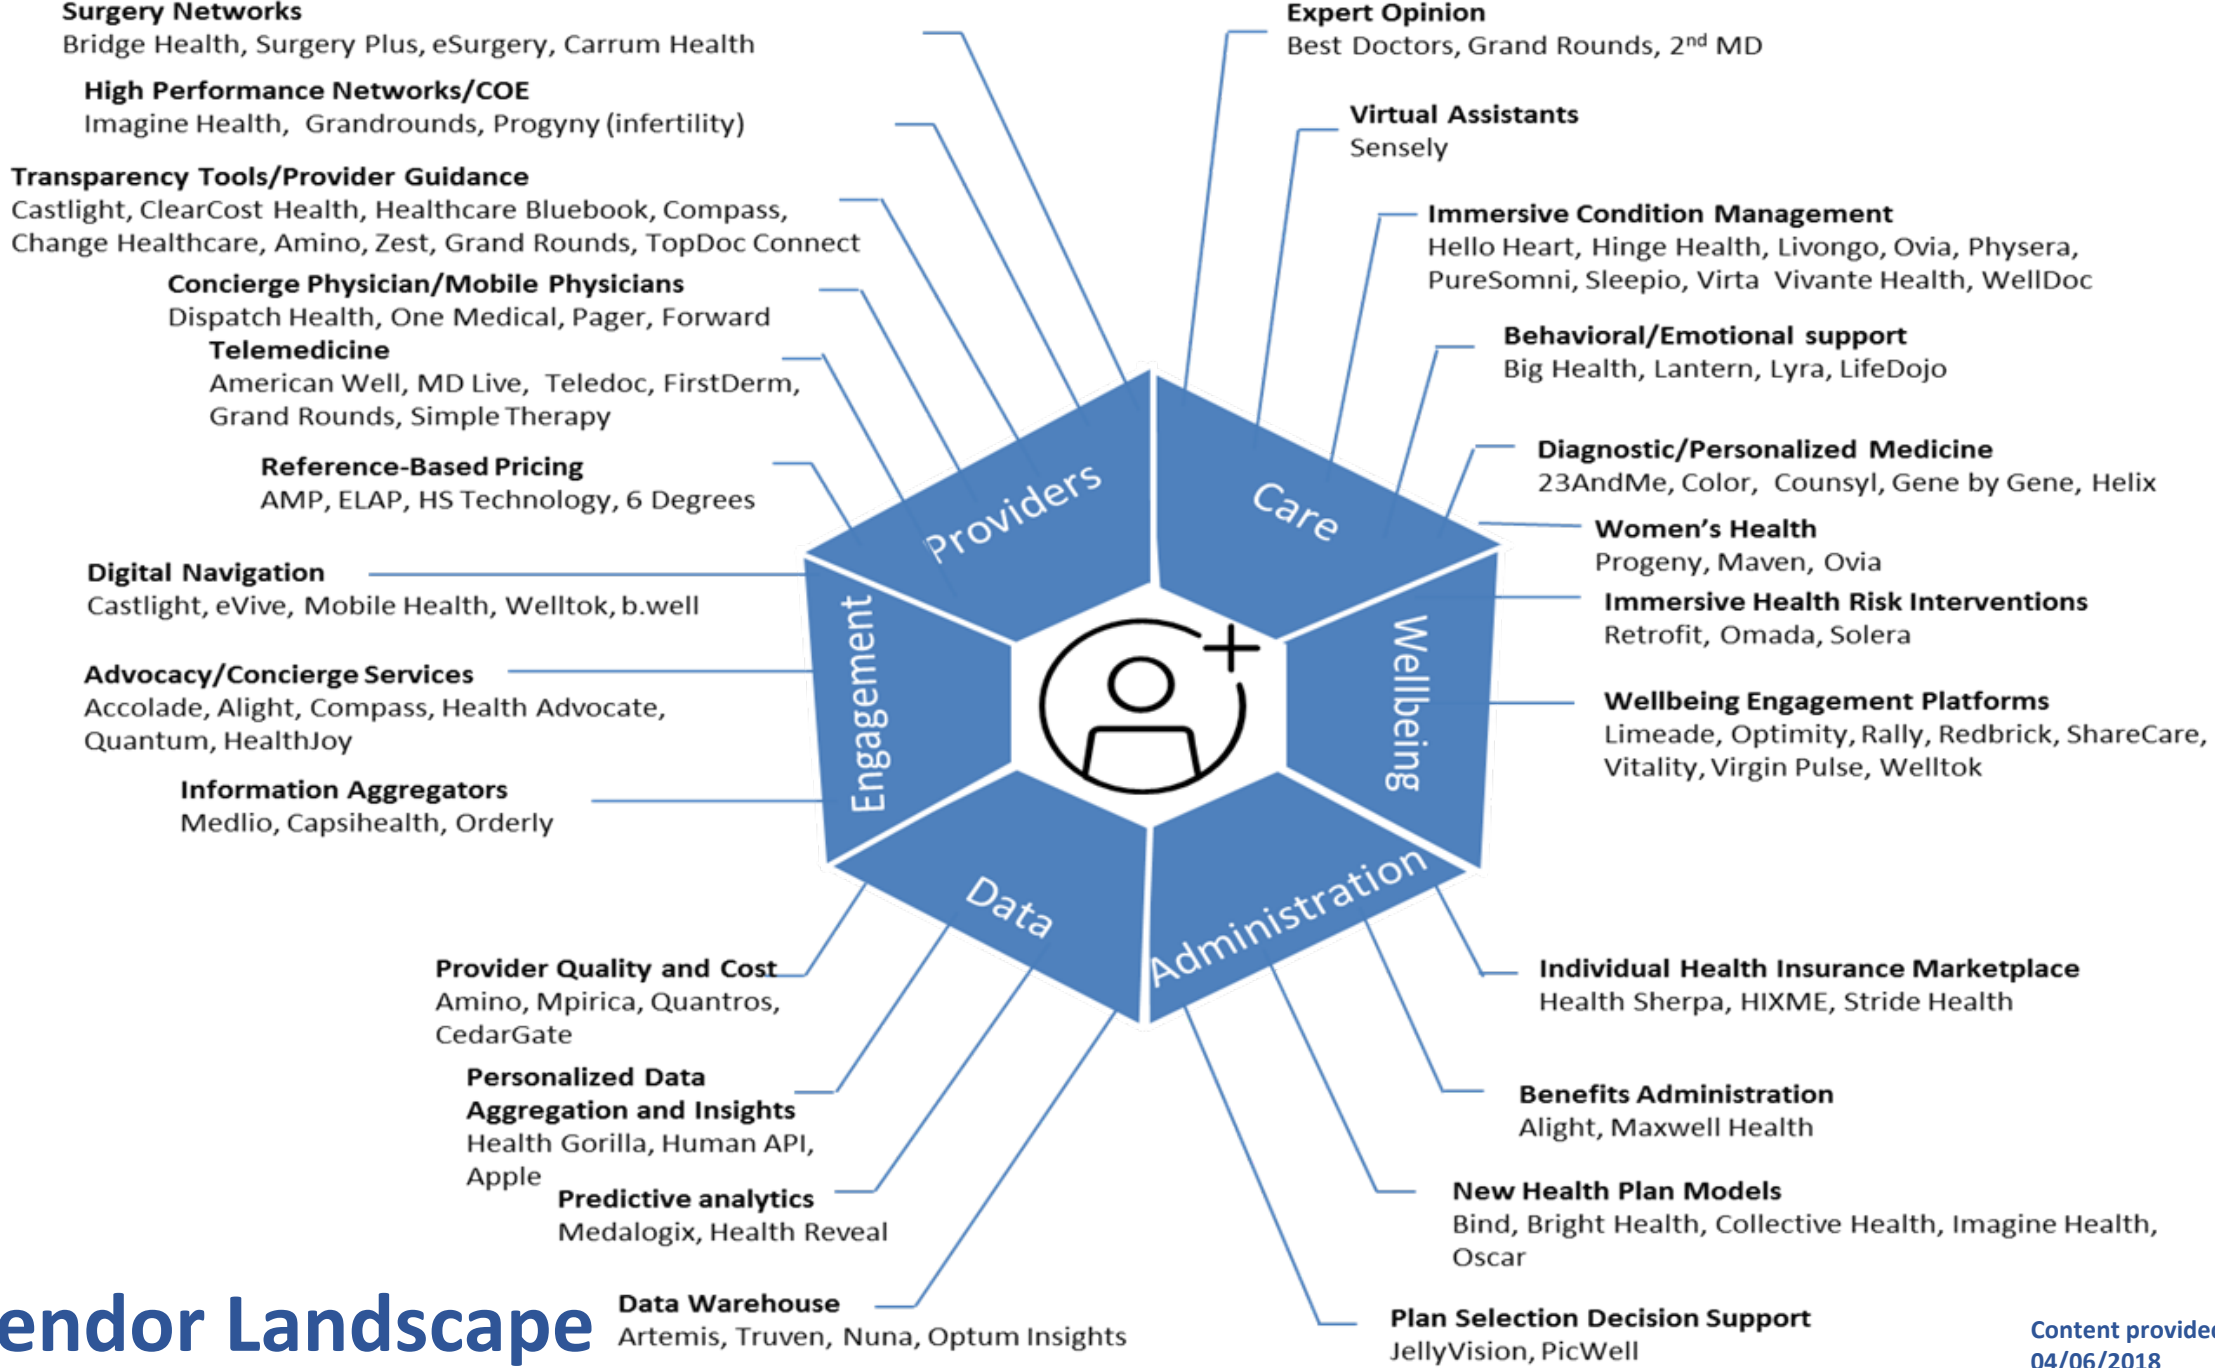 Surgery Networks
Bridge Health, Surgery Plus, eSurgery, Carrum Health
High Performance Networks/COE
Imagine Health, Grandrounds, Progyny (infertility)
Transparency Tools/Provider Guidance
Castlight, ClearCost Health, Healthcare Bluebook, Compass,
Change Healthcare, Amino, Zest, Grand Rounds, TopDoc Connect
Concierge Physician/Mobile Physicians
Dispatch Health, One Medical, Pager, Forward
Telemedicine
American Well, MD Live, Teledoc, FirstDerm,
Grand Rounds, Simple Therapy
Reference-Based Pricing
AMP, ELAP, HS Technology, 6 Degrees
Digital Navigation
Castlight, eVive, Mobile Health, Welltok, b.well
Advocacy/Concierge Services
Accolade, Alight, Compass, Health Advocate,
Quantum, HealthJoy
Information Aggregators
Medlio, Capsihealth, Orderly
Provider Quality and Cost
Amino, Mpirica, Quantros,
CedarGate
Personalized Data
Aggregation and Insights
Health Gorilla, Human API,
Apple
Predictive analytics
Medalogix, Health Reveal
Data Warehouse
Artemis, Truven, Nuna, Optum Insights
Providers
Care
Engagement
Wellbeing
Data
Administration
Expert Opinion
Best Doctors, Grand Rounds, 2nd MD
Virtual Assistants
Sensely
Immersive Condition Management
Hello Heart, Hinge Health, Livongo, Ovia, Physera,
PureSomni, Sleepio, Virta Vivante Health, WellDoc
Behavioral/Emotional support
Big Health, Lantern, Lyra, LifeDojo
Diagnostic/Personalized Medicine
23AndMe, Color, Counsyl, Gene by Gene, Helix
Women's Health
Progeny, Maven, Ovia
Immersive Health Risk Interventions
Retrofit, Omada, Solera
Wellbeing Engagement Platforms
Limeade, Optimity, Rally, Redbrick, ShareCare,
Vitality, Virgin Pulse, Welltok
Individual Health Insurance Marketplace
Health Sherpa, HIXME, Stride Health
Benefits Administration
Alight, Maxwell Health
New Health Plan Models
Bind, Bright Health, Collective Health, Imagine Health,
Oscar
Plan Selection Decision Support
JellyVision, PicWell
endor Landscape
Content provided
04/06/2018